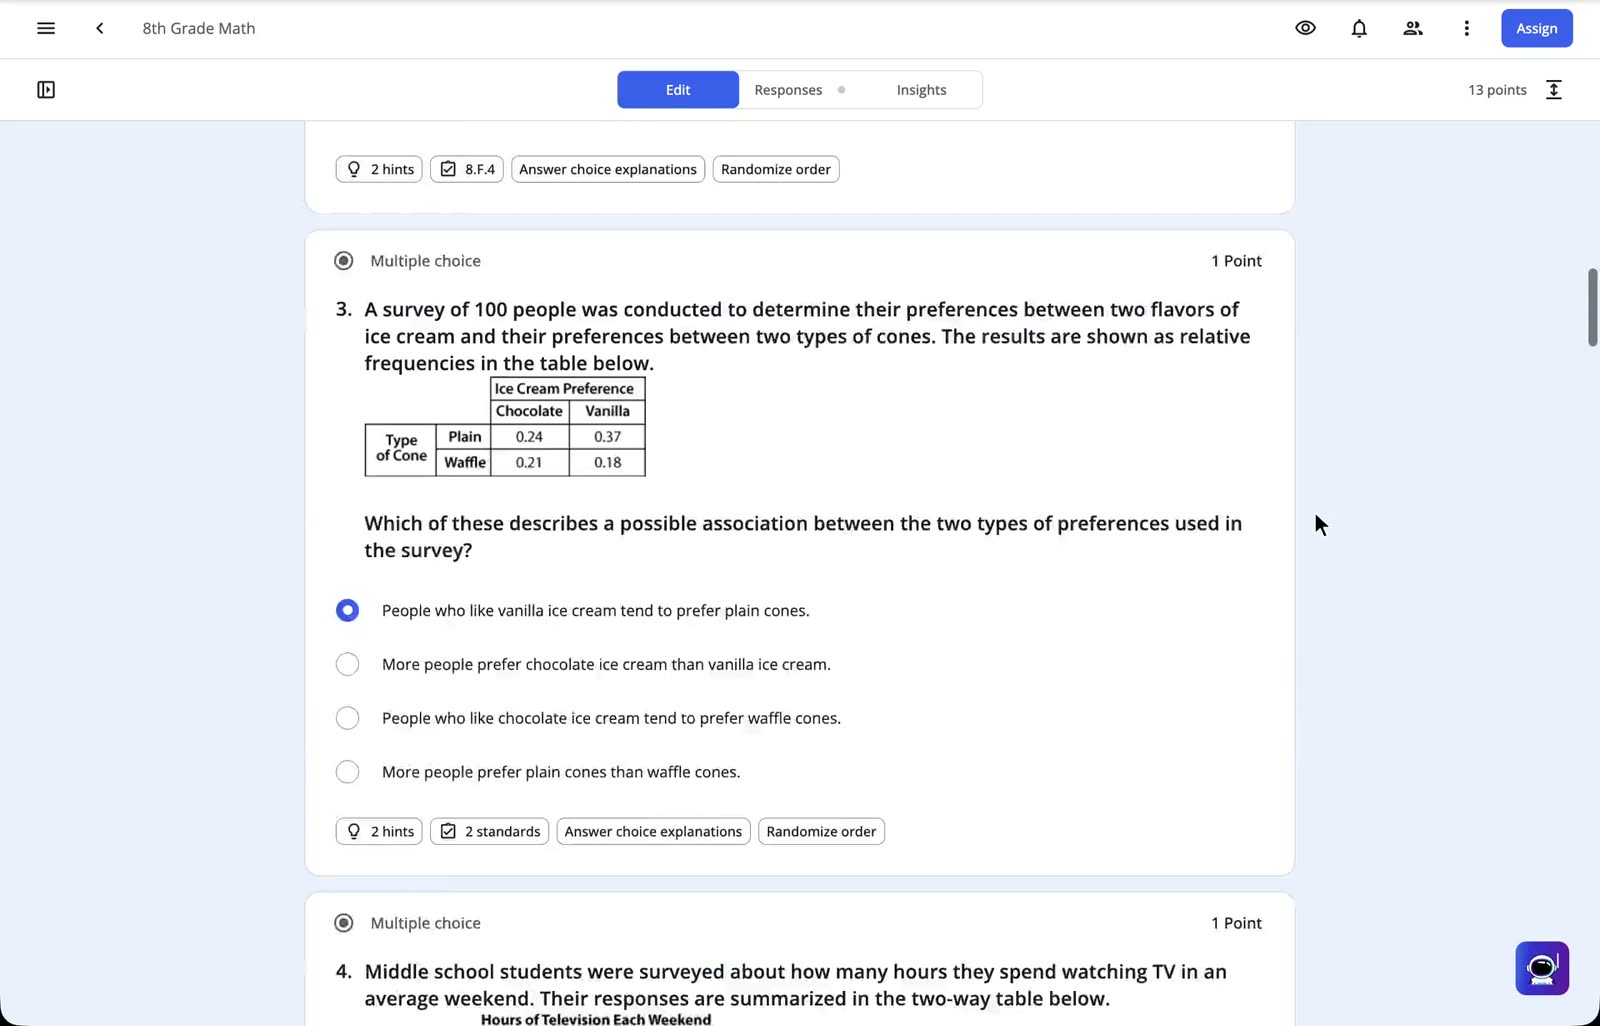 8th Grade Math
Assign
Edit
Responses
Insights
13 points
2 hints
8.F.4
Answer choice explanations
Randomize order
Multiple choice
1 Point
3. A survey of 100 people was conducted to determine their preferences between two flavors of
ice cream and their preferences between two types of cones. The results are shown as relative
frequencies in the table below.
Ice Cream Preference
Chocolate Vanilla
Type of Cone
Plain 0.24 0.37
Waffle 0.21 0.18
Which of these describes a possible association between the two types of preferences used in
the survey?
People who like vanilla ice cream tend to prefer plain cones.
More people prefer chocolate ice cream than vanilla ice cream.
People who like chocolate ice cream tend to prefer waffle cones.
More people prefer plain cones than waffle cones.
2 hints
2 standards
Answer choice explanations
Randomize order
Multiple choice
1 Point
4. Middle school students were surveyed about how many hours they spend watching TV in an
average weekend. Their responses are summarized in the two-way table below.
Hours of Television Each Weekend